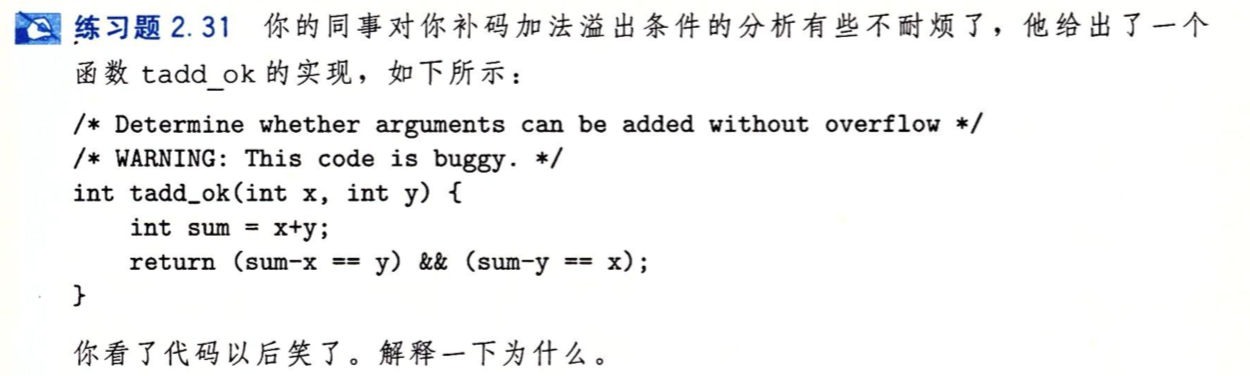 练习题 2.31 你的同事对你补码加法溢出条件的分析有些不耐烦了，他给出了一个
函数 tadd_ok 的实现，如下所示：
/* Determine whether arguments can be added without overflow */
/* WARNING: This code is buggy. */
int tadd_ok(int x, int y) {
    int sum = x+y;
    return (sum-x == y) && (sum-y == x);
}
你看了代码以后笑了。解释一下为什么。